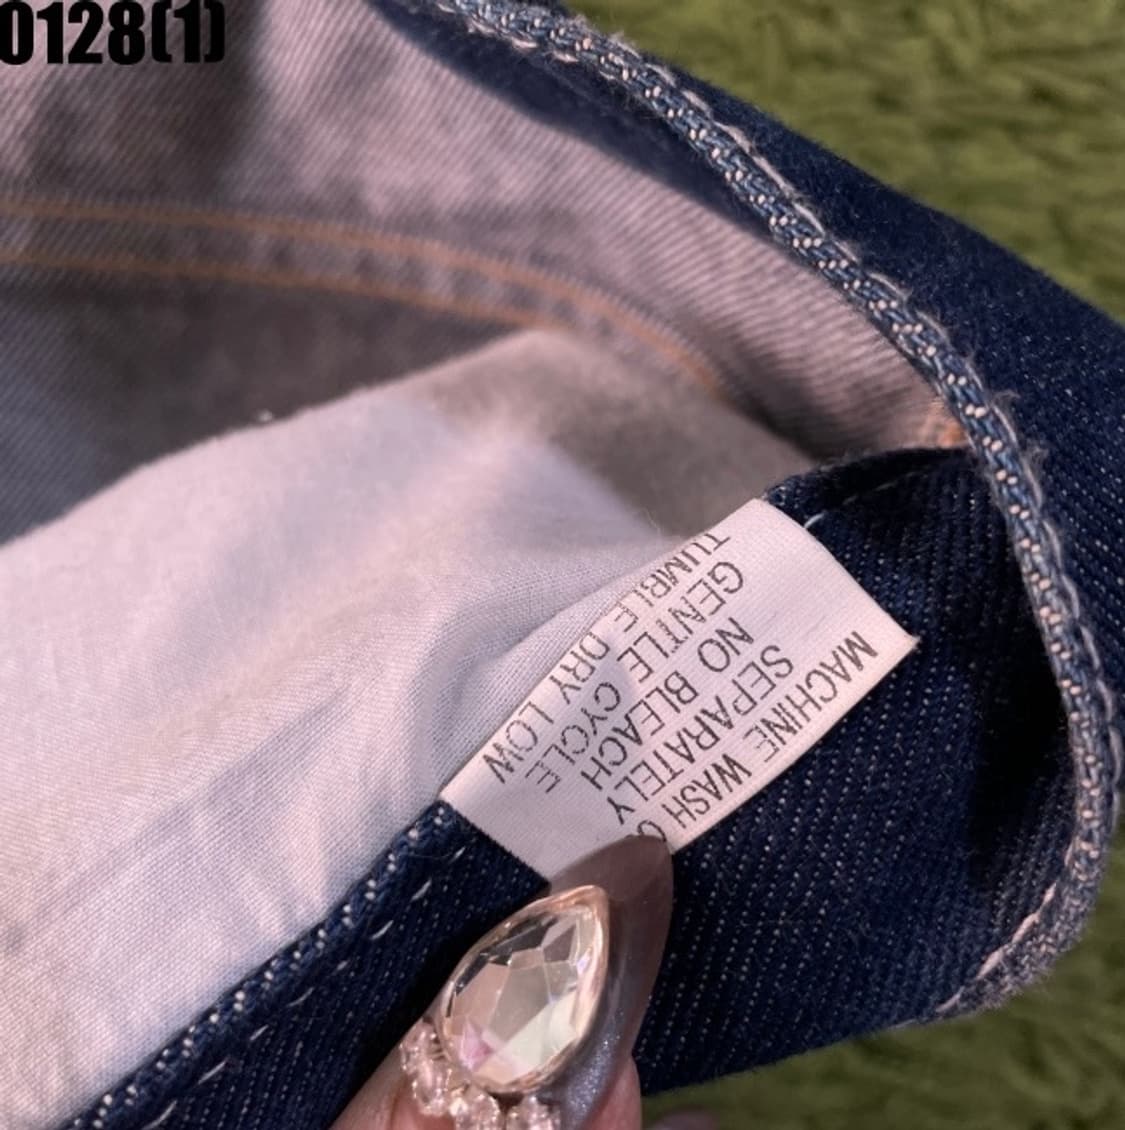 0128(1)
MACHINE WASH
SEPARATELY
NO BLEACH
GENTLE CYCLE
TUMBLE DRY LOW